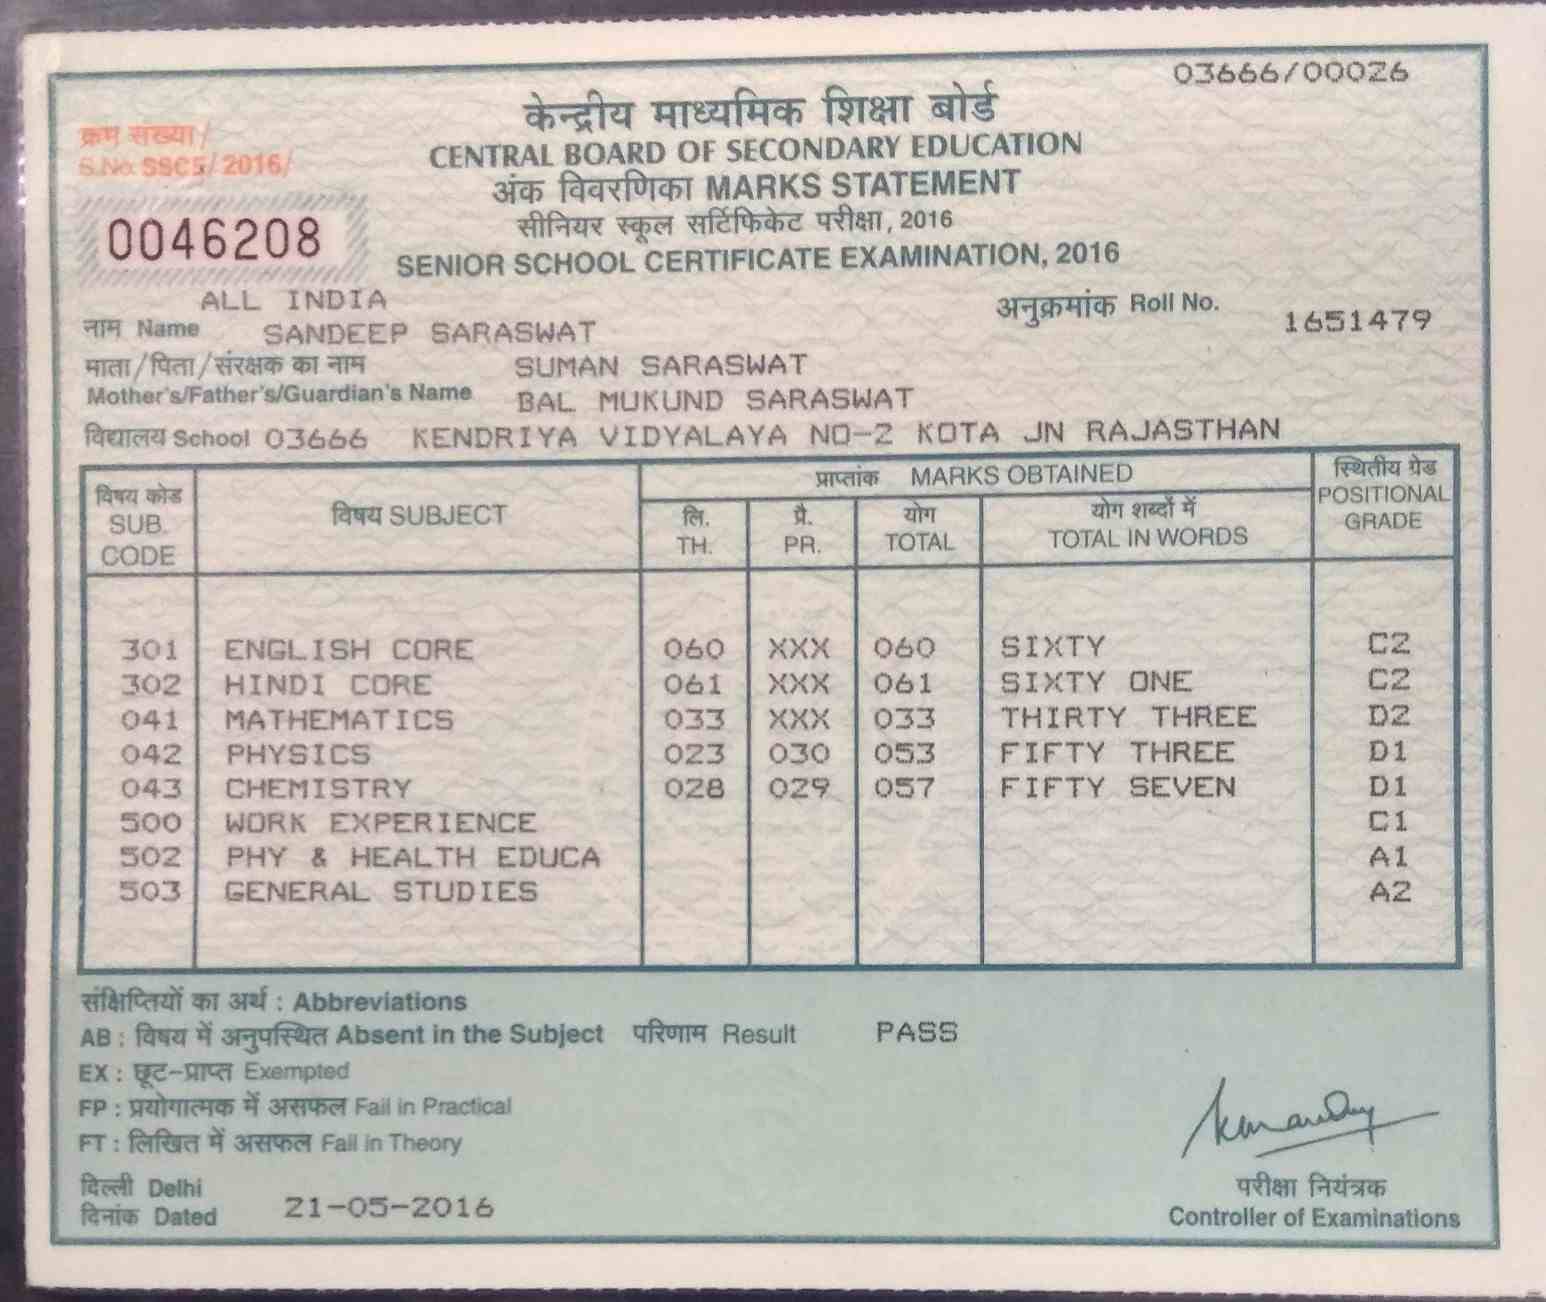 03666/00026
केन्द्रीय माध्यमिक शिक्षा बोर्ड
क्रम संख्या/
CENTRAL BOARD OF SECONDARY EDUCATION
S.No. SSCS/2016/
अंक विवरणिका MARKS STATEMENT
सीनियर स्कूल सर्टिफिकेट परीक्षा, 2016
0046208
SENIOR SCHOOL CERTIFICATE EXAMINATION, 2016
ALL INDIA
अनुक्रमांक Roll No. 1651479
नाम Name SANDEEP SARASWAT
माता/पिता/संरक्षक का नाम SUMAN SARASWAT
Mother's/Father's/Guardian's Name BAL MUKUND SARASWAT
विद्यालय School 03666 KENDRIYA VIDYALAYA NO-2 KOTA JN RAJASTHAN
विषय कोड SUB. CODE विषय SUBJECT प्राप्तांक MARKS OBTAINED स्थितीय ग्रेड POSITIONAL GRADE
लि. TH. प्रै. PR. योग TOTAL योग शब्दों में TOTAL IN WORDS
301 ENGLISH CORE 060 XXX 060 SIXTY C2
302 HINDI CORE 061 XXX 061 SIXTY ONE C2
041 MATHEMATICS 033 XXX 033 THIRTY THREE D2
042 PHYSICS 023 030 053 FIFTY THREE D1
043 CHEMISTRY 028 029 057 FIFTY SEVEN D1
500 WORK EXPERIENCE C1
502 PHY & HEALTH EDUCA A1
503 GENERAL STUDIES A2
संक्षिप्तियों का अर्थ : Abbreviations
AB : विषय में अनुपस्थित Absent in the Subject परिणाम Result PASS
EX : छूट-प्राप्त Exempted
FP : प्रयोगात्मक में असफल Fail in Practical
FT : लिखित में असफल Fail in Theory
दिल्ली Delhi
दिनांक Dated 21-05-2016
परीक्षा नियंत्रक
Controller of Examinations